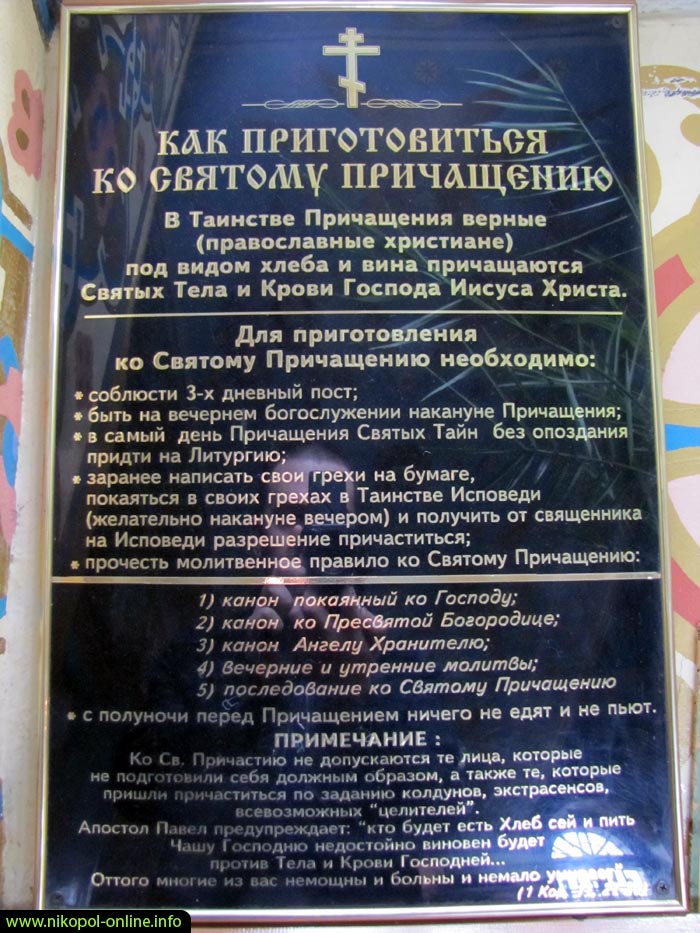 КАК ПРИГОТОВИТЬСЯ
КО СВЯТОМУ ПРИЧАЩЕНИЮ
В Таинстве Причащения верные
(православные христиане)
под видом хлеба и вина причащаются
Святых Тела и Крови Господа Иисуса Христа.
Для приготовления
ко Святому Причащению необходимо:
* соблюсти 3-х дневный пост;
* быть на вечернем богослужении накануне Причащения;
* в самый день Причащения Святых Тайн без опоздания
придти на Литургию;
* заранее написать свои грехи на бумаге,
покаяться в своих грехах в Таинстве Исповеди
(желательно накануне вечером) и получить от священника
на Исповеди разрешение причаститься;
* прочесть молитвенное правило ко Святому Причащению:
1) канон покаянный ко Господу;
2) канон ко Пресвятой Богородице;
3) канон Ангелу Хранителю;
4) вечерние и утренние молитвы;
5) последование ко Святому Причащению
* с полуночи перед Причащением ничего не едят и не пьют.
ПРИМЕЧАНИЕ :
Ко Св. Причастию не допускаются те лица, которые
не подготовили себя должным образом, а также те, которые
пришли причаститься по заданию колдунов, экстрасенсов,
всевозможных "целителей".
Апостол Павел предупреждает: "кто будет есть Хлеб сей и пить
Чашу Господню недостойно виновен будет
против Тела и Крови Господней...
Оттого многие из вас немощны и больны и немало
(1
www.nikopol-online.info